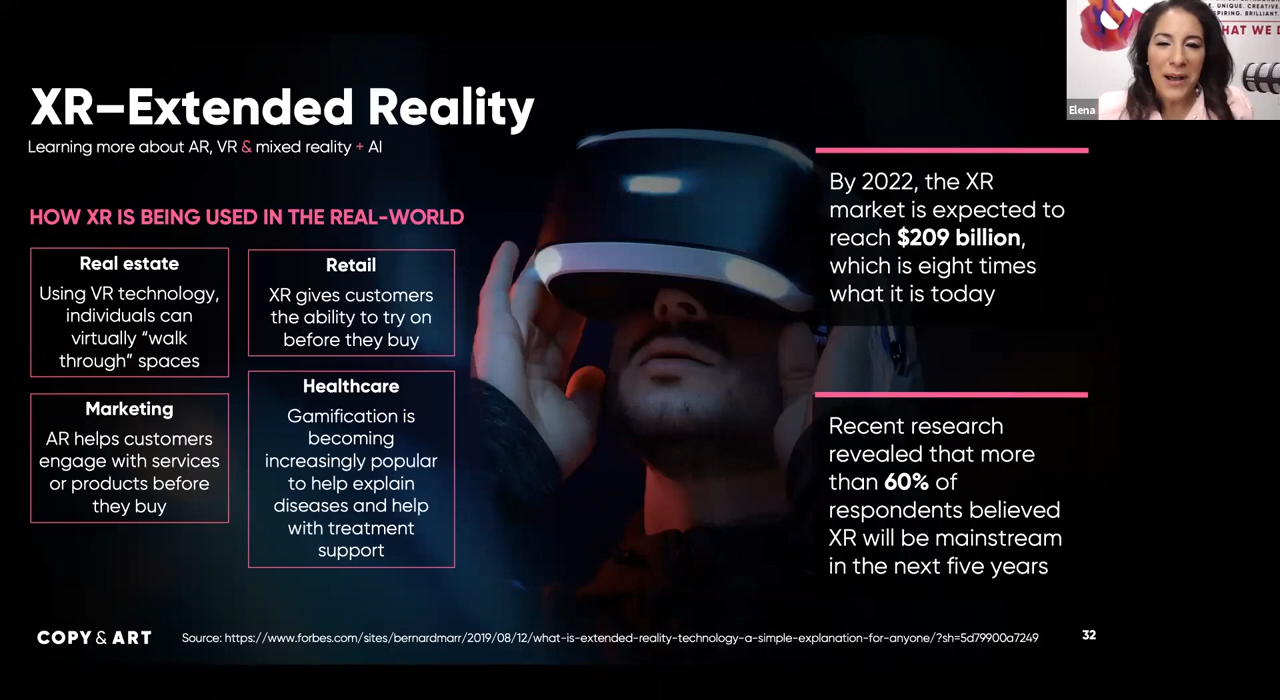 XR–Extended Reality
Learning more about AR, VR & mixed reality + AI
HOW XR IS BEING USED IN THE REAL-WORLD
Real estate
Using VR technology,
individuals can
virtually “walk
through” spaces
Marketing
AR helps customers
engage with services
or products before
they buy
Retail
XR gives customers
the ability to try on
before they buy
Healthcare
Gamification is
becoming
increasingly popular
to help explain
diseases and help
with treatment
support
By 2022, the XR
market is expected to
reach $209 billion,
which is eight times
what it is today
Recent research
revealed that more
than 60% of
respondents believed
XR will be mainstream
in the next five years
COPY & ART
Source: https://www.forbes.com/sites/bernardmarr/2019/08/12/what-is-extended-reality-technology-a-simple-explanation-for-anyone/?sh=5d79900a7249
32
UNIQUE. CREATIVE.
BRILLIANT.
WE
Elena